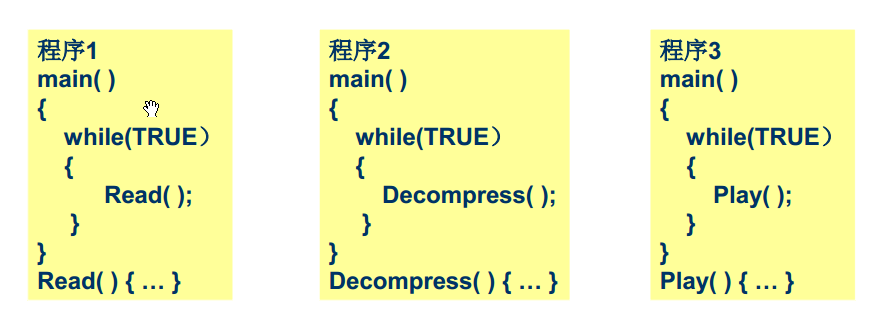 程序1
main( )
{
while(TRUE）
{
Read( );
}
}
Read( ) { … }
程序2
main( )
{
while(TRUE）
{
Decompress( );
}
}
Decompress( ) { … }
程序3
main( )
{
while(TRUE）
{
Play( );
}
}
Play( ) { … }